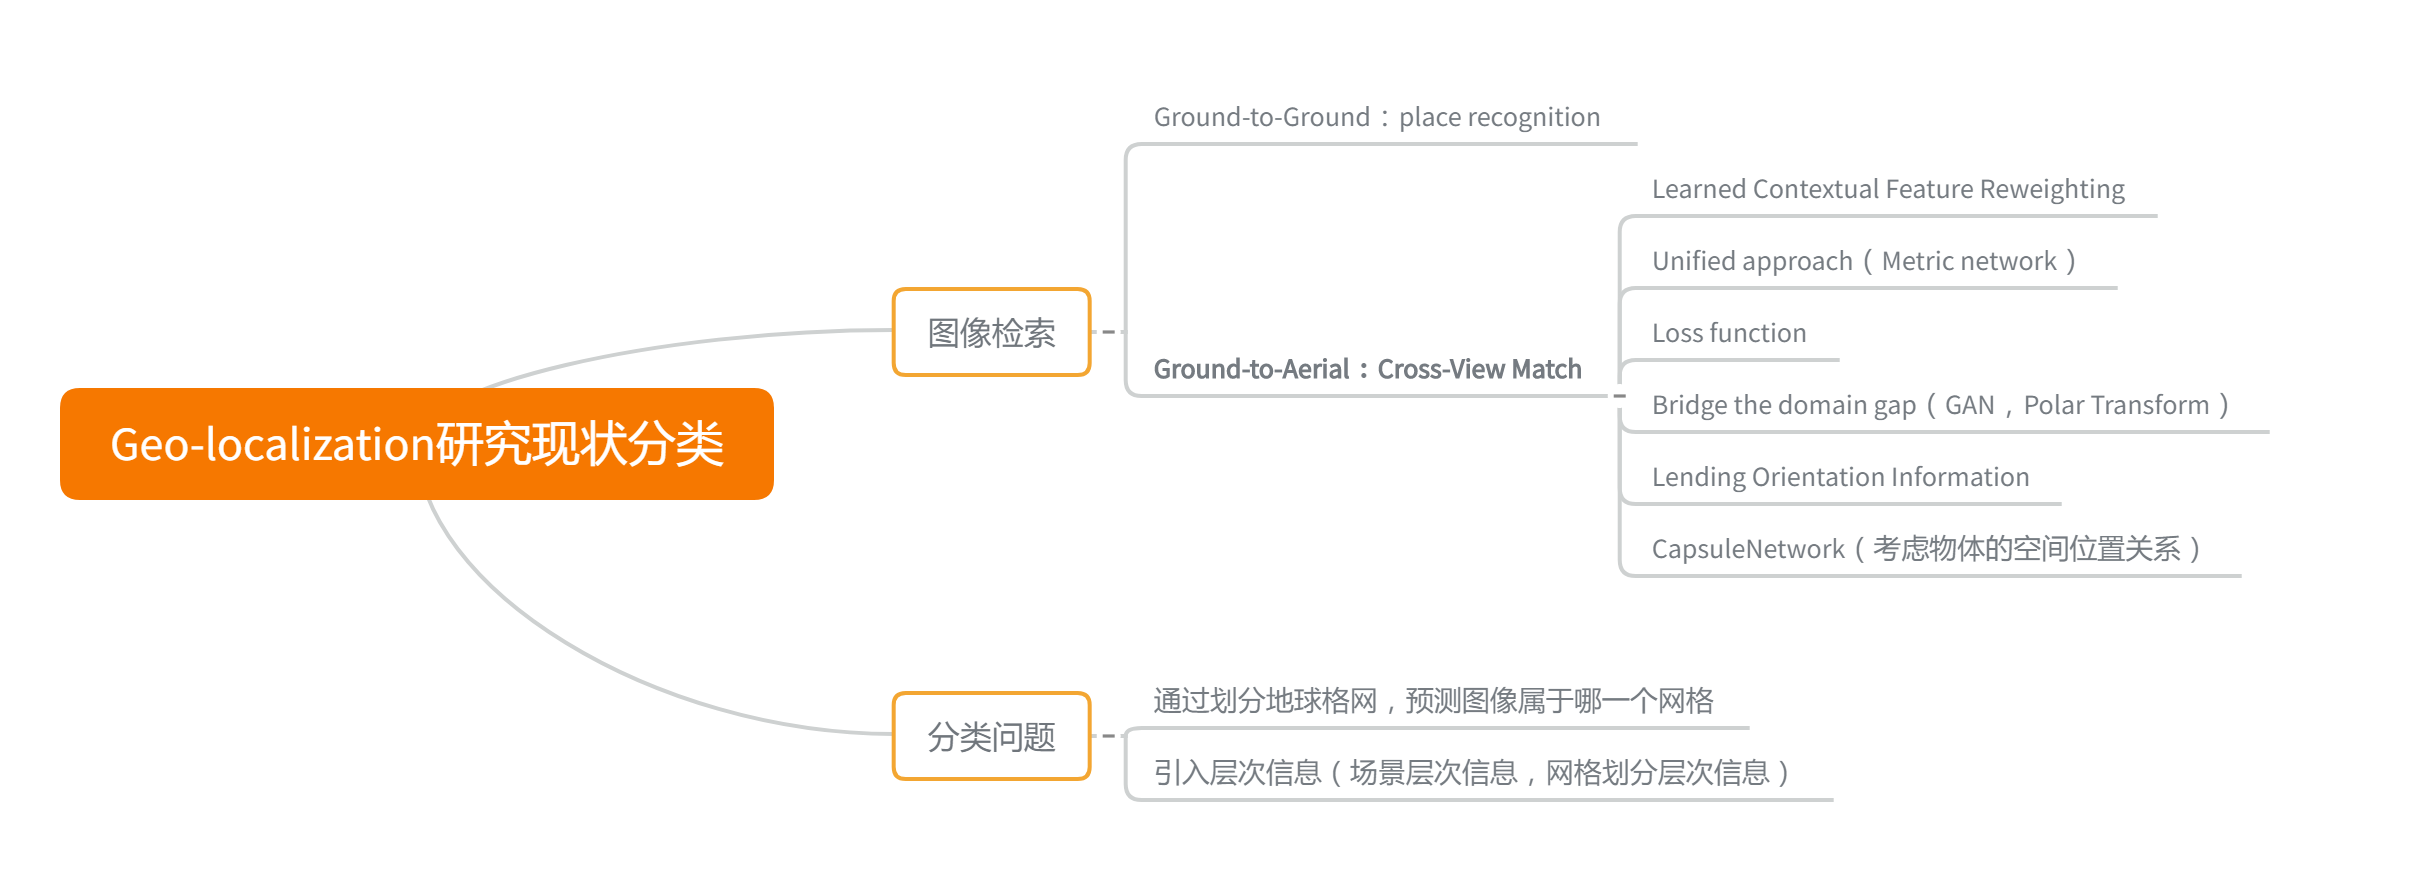 Geo-localization研究现状分类
图像检索
Ground-to-Ground：place recognition
Ground-to-Aerial：Cross-View Match
Learned Contextual Feature Reweighting
Unified approach（Metric network）
Loss function
Bridge the domain gap（GAN，Polar Transform）
Lending Orientation Information
CapsuleNetwork（考虑物体的空间位置关系）
分类问题
通过划分地球格网，预测图像属于哪一个网格
引入层次信息（场景层次信息，网格划分层次信息）